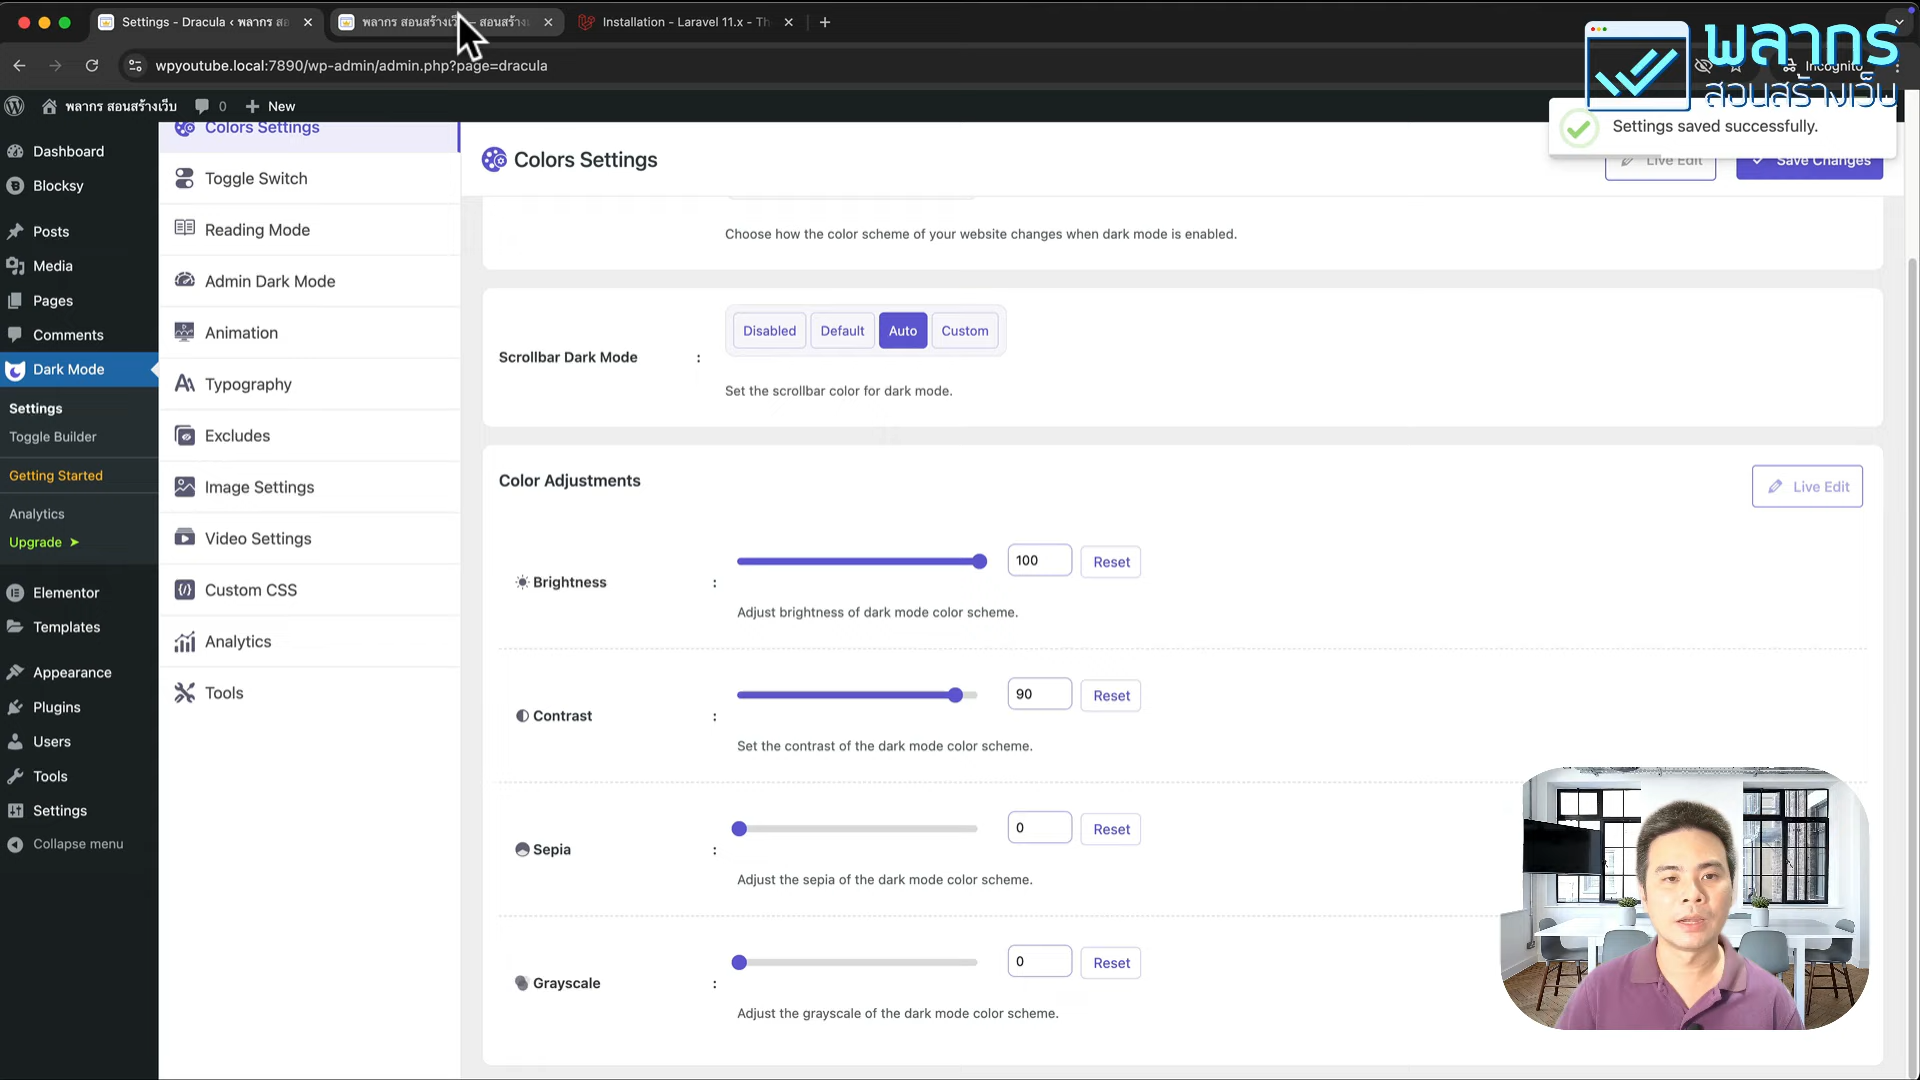 Settings - Dracula ‹ พลากร สอ
พลากร สอนสร้างเว็ — สอนสร้าง
Installation - Laravel 11.x - Th
wpyoutube.local:7890/wp-admin/admin.php?page=dracula
Incognito
พลากร
สอนสร้างเว็บ
พลากร สอนสร้างเว็บ
0
New
Settings saved successfully.
Dashboard
Blocksy
Posts
Media
Pages
Comments
Dark Mode
Settings
Toggle Builder
Getting Started
Analytics
Upgrade ➤
Elementor
Templates
Appearance
Plugins
Users
Tools
Settings
Collapse menu
Colors Settings
Toggle Switch
Reading Mode
Admin Dark Mode
Animation
Typography
Excludes
Image Settings
Video Settings
Custom CSS
Analytics
Tools
Colors Settings
Live Edit
Save Changes
Choose how the color scheme of your website changes when dark mode is enabled.
Scrollbar Dark Mode :
Disabled
Default
Auto
Custom
Set the scrollbar color for dark mode.
Color Adjustments
Live Edit
Brightness :
100
Reset
Adjust brightness of dark mode color scheme.
Contrast :
90
Reset
Set the contrast of the dark mode color scheme.
Sepia :
0
Reset
Adjust the sepia of the dark mode color scheme.
Grayscale :
0
Reset
Adjust the grayscale of the dark mode color scheme.